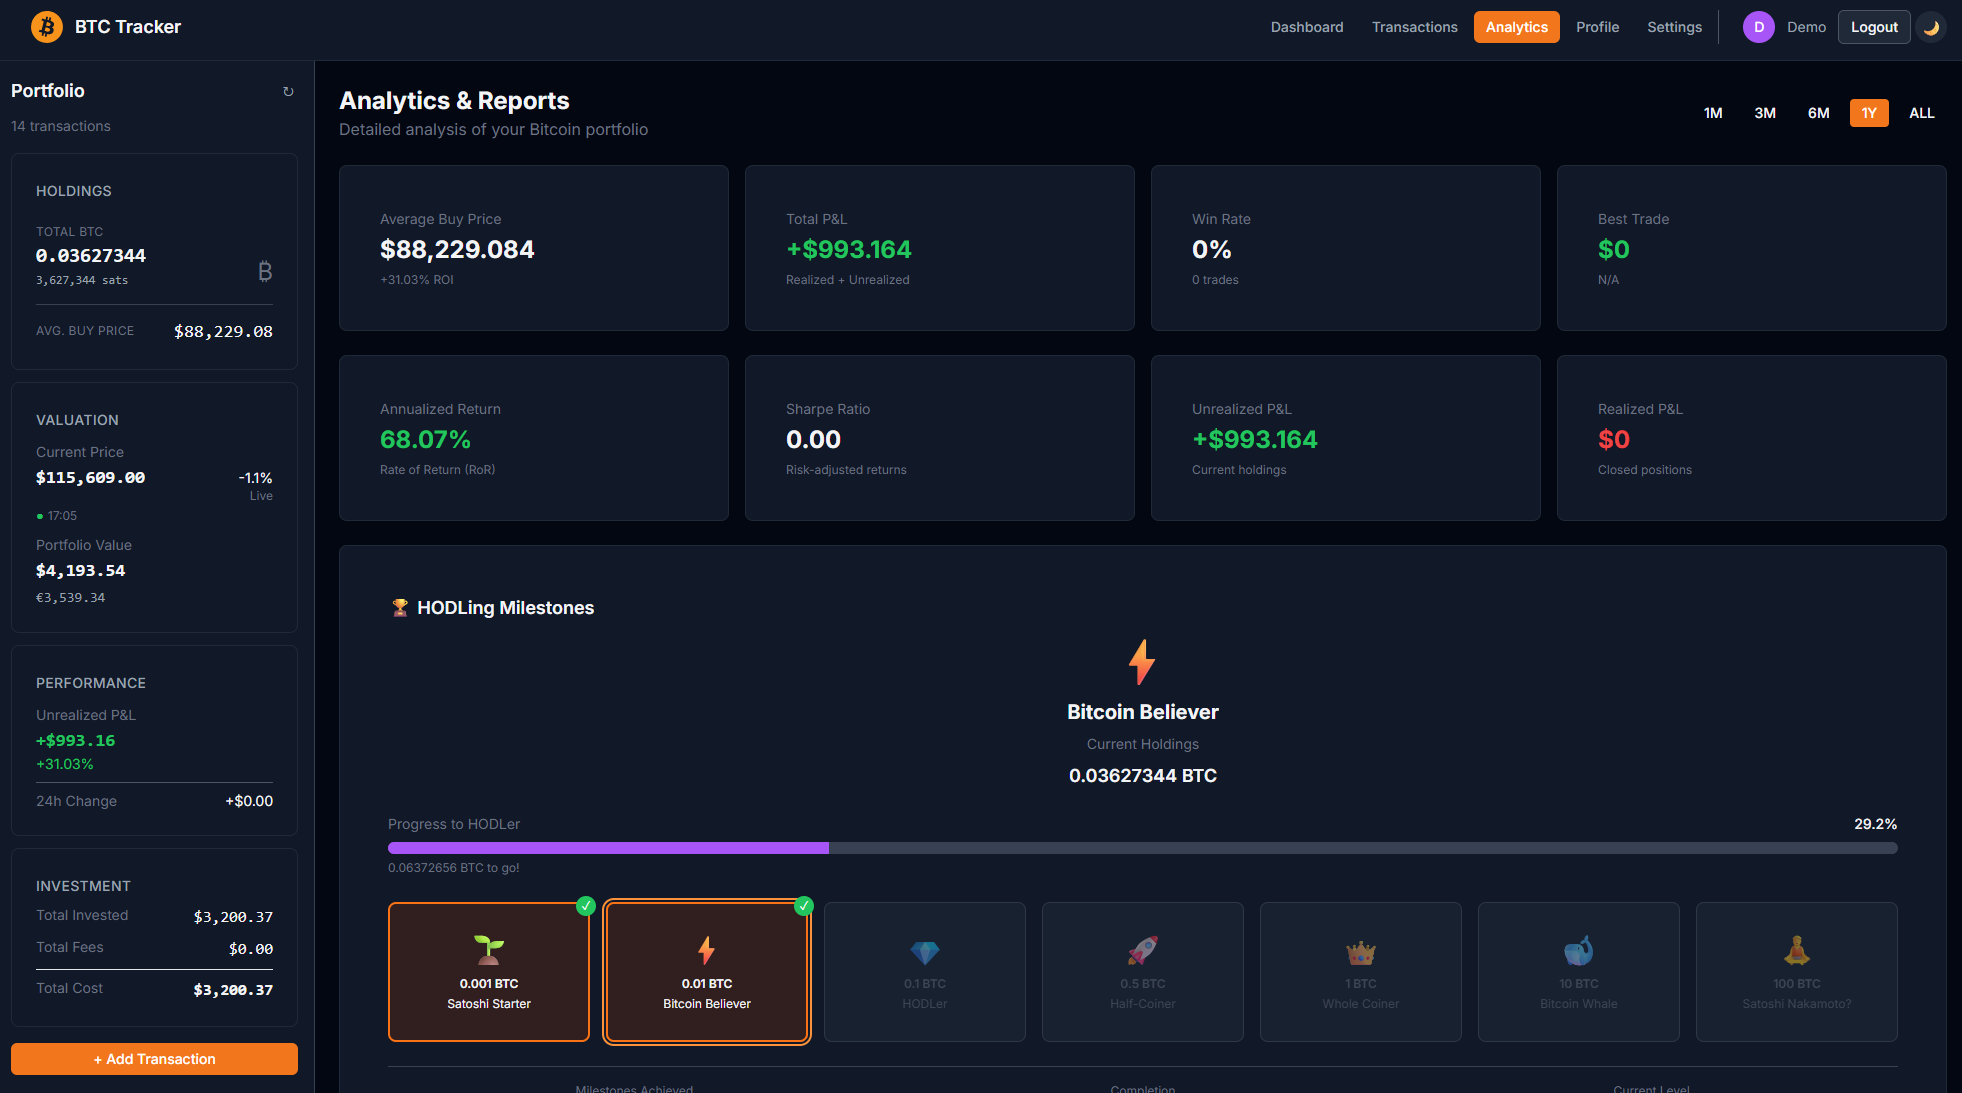 BTC Tracker
Dashboard
Transactions
Analytics
Profile
Settings
D
Demo
Logout
Portfolio
14 transactions
HOLDINGS
TOTAL BTC
0.03627344
3,627,344 sats
AVG. BUY PRICE
$88,229.08
VALUATION
Current Price
$115,609.00
-1.1%
Live
17:05
Portfolio Value
$4,193.54
€3,539.34
PERFORMANCE
Unrealized P&L
+$993.16
+31.03%
24h Change
+$0.00
INVESTMENT
Total Invested
$3,200.37
Total Fees
$0.00
Total Cost
$3,200.37
+ Add Transaction
Analytics & Reports
Detailed analysis of your Bitcoin portfolio
1M
3M
6M
1Y
ALL
Average Buy Price
$88,229.084
+31.03% ROI
Total P&L
+$993.164
Realized + Unrealized
Win Rate
0%
0 trades
Best Trade
$0
N/A
Annualized Return
68.07%
Rate of Return (RoR)
Sharpe Ratio
0.00
Risk-adjusted returns
Unrealized P&L
+$993.164
Current holdings
Realized P&L
$0
Closed positions
HODLing Milestones
Bitcoin Believer
Current Holdings
0.03627344 BTC
Progress to HODLer
29.2%
0.06372656 BTC to go!
0.001 BTC
Satoshi Starter
0.01 BTC
Bitcoin Believer
0.1 BTC
HODLer
0.5 BTC
Half-Coiner
1 BTC
Whole Coiner
10 BTC
Bitcoin Whale
100 BTC
Satoshi Nakamoto?
Milestones Achieved
Completion
Current Level